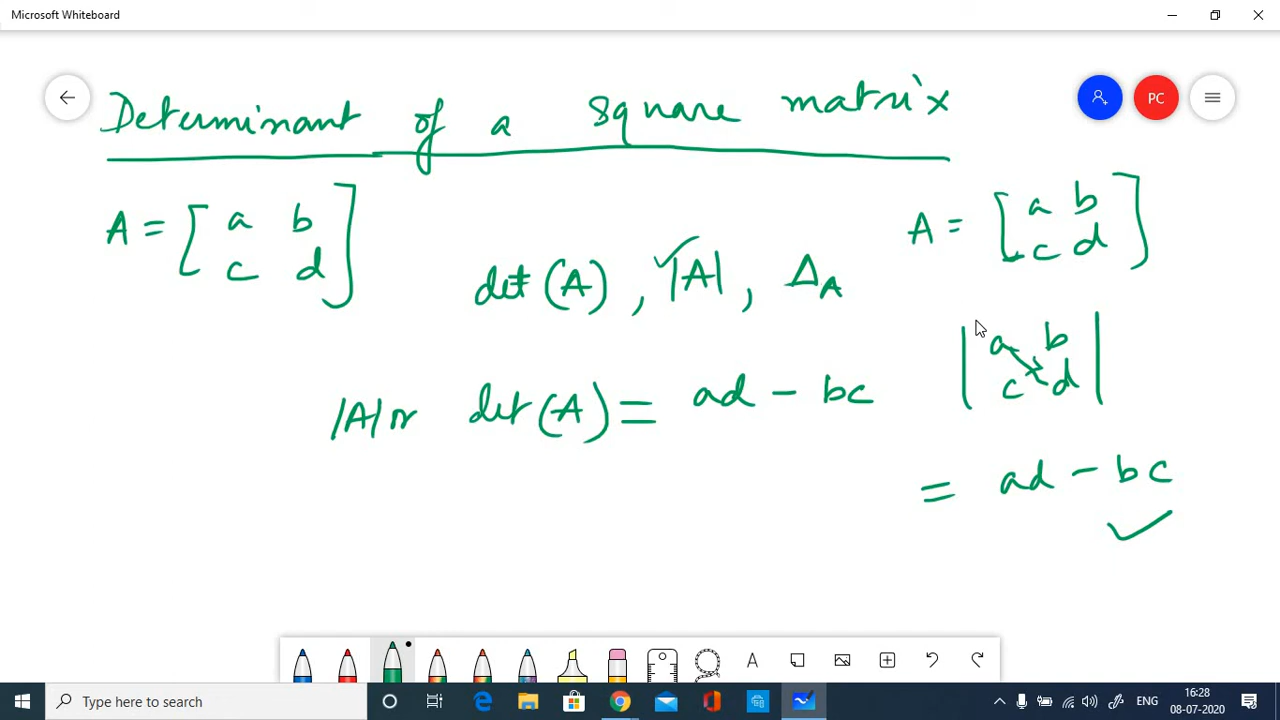 Microsoft Whiteboard
PC
Determinant of a square matrix
A = [a b
c d]
det (A), |A|, Δ_A
|A| or det (A) = ad - bc
A = [a b
c d]
|a b
c d|
= ad - bc
A
Type here to search
ENG
16:28
08-07-2020